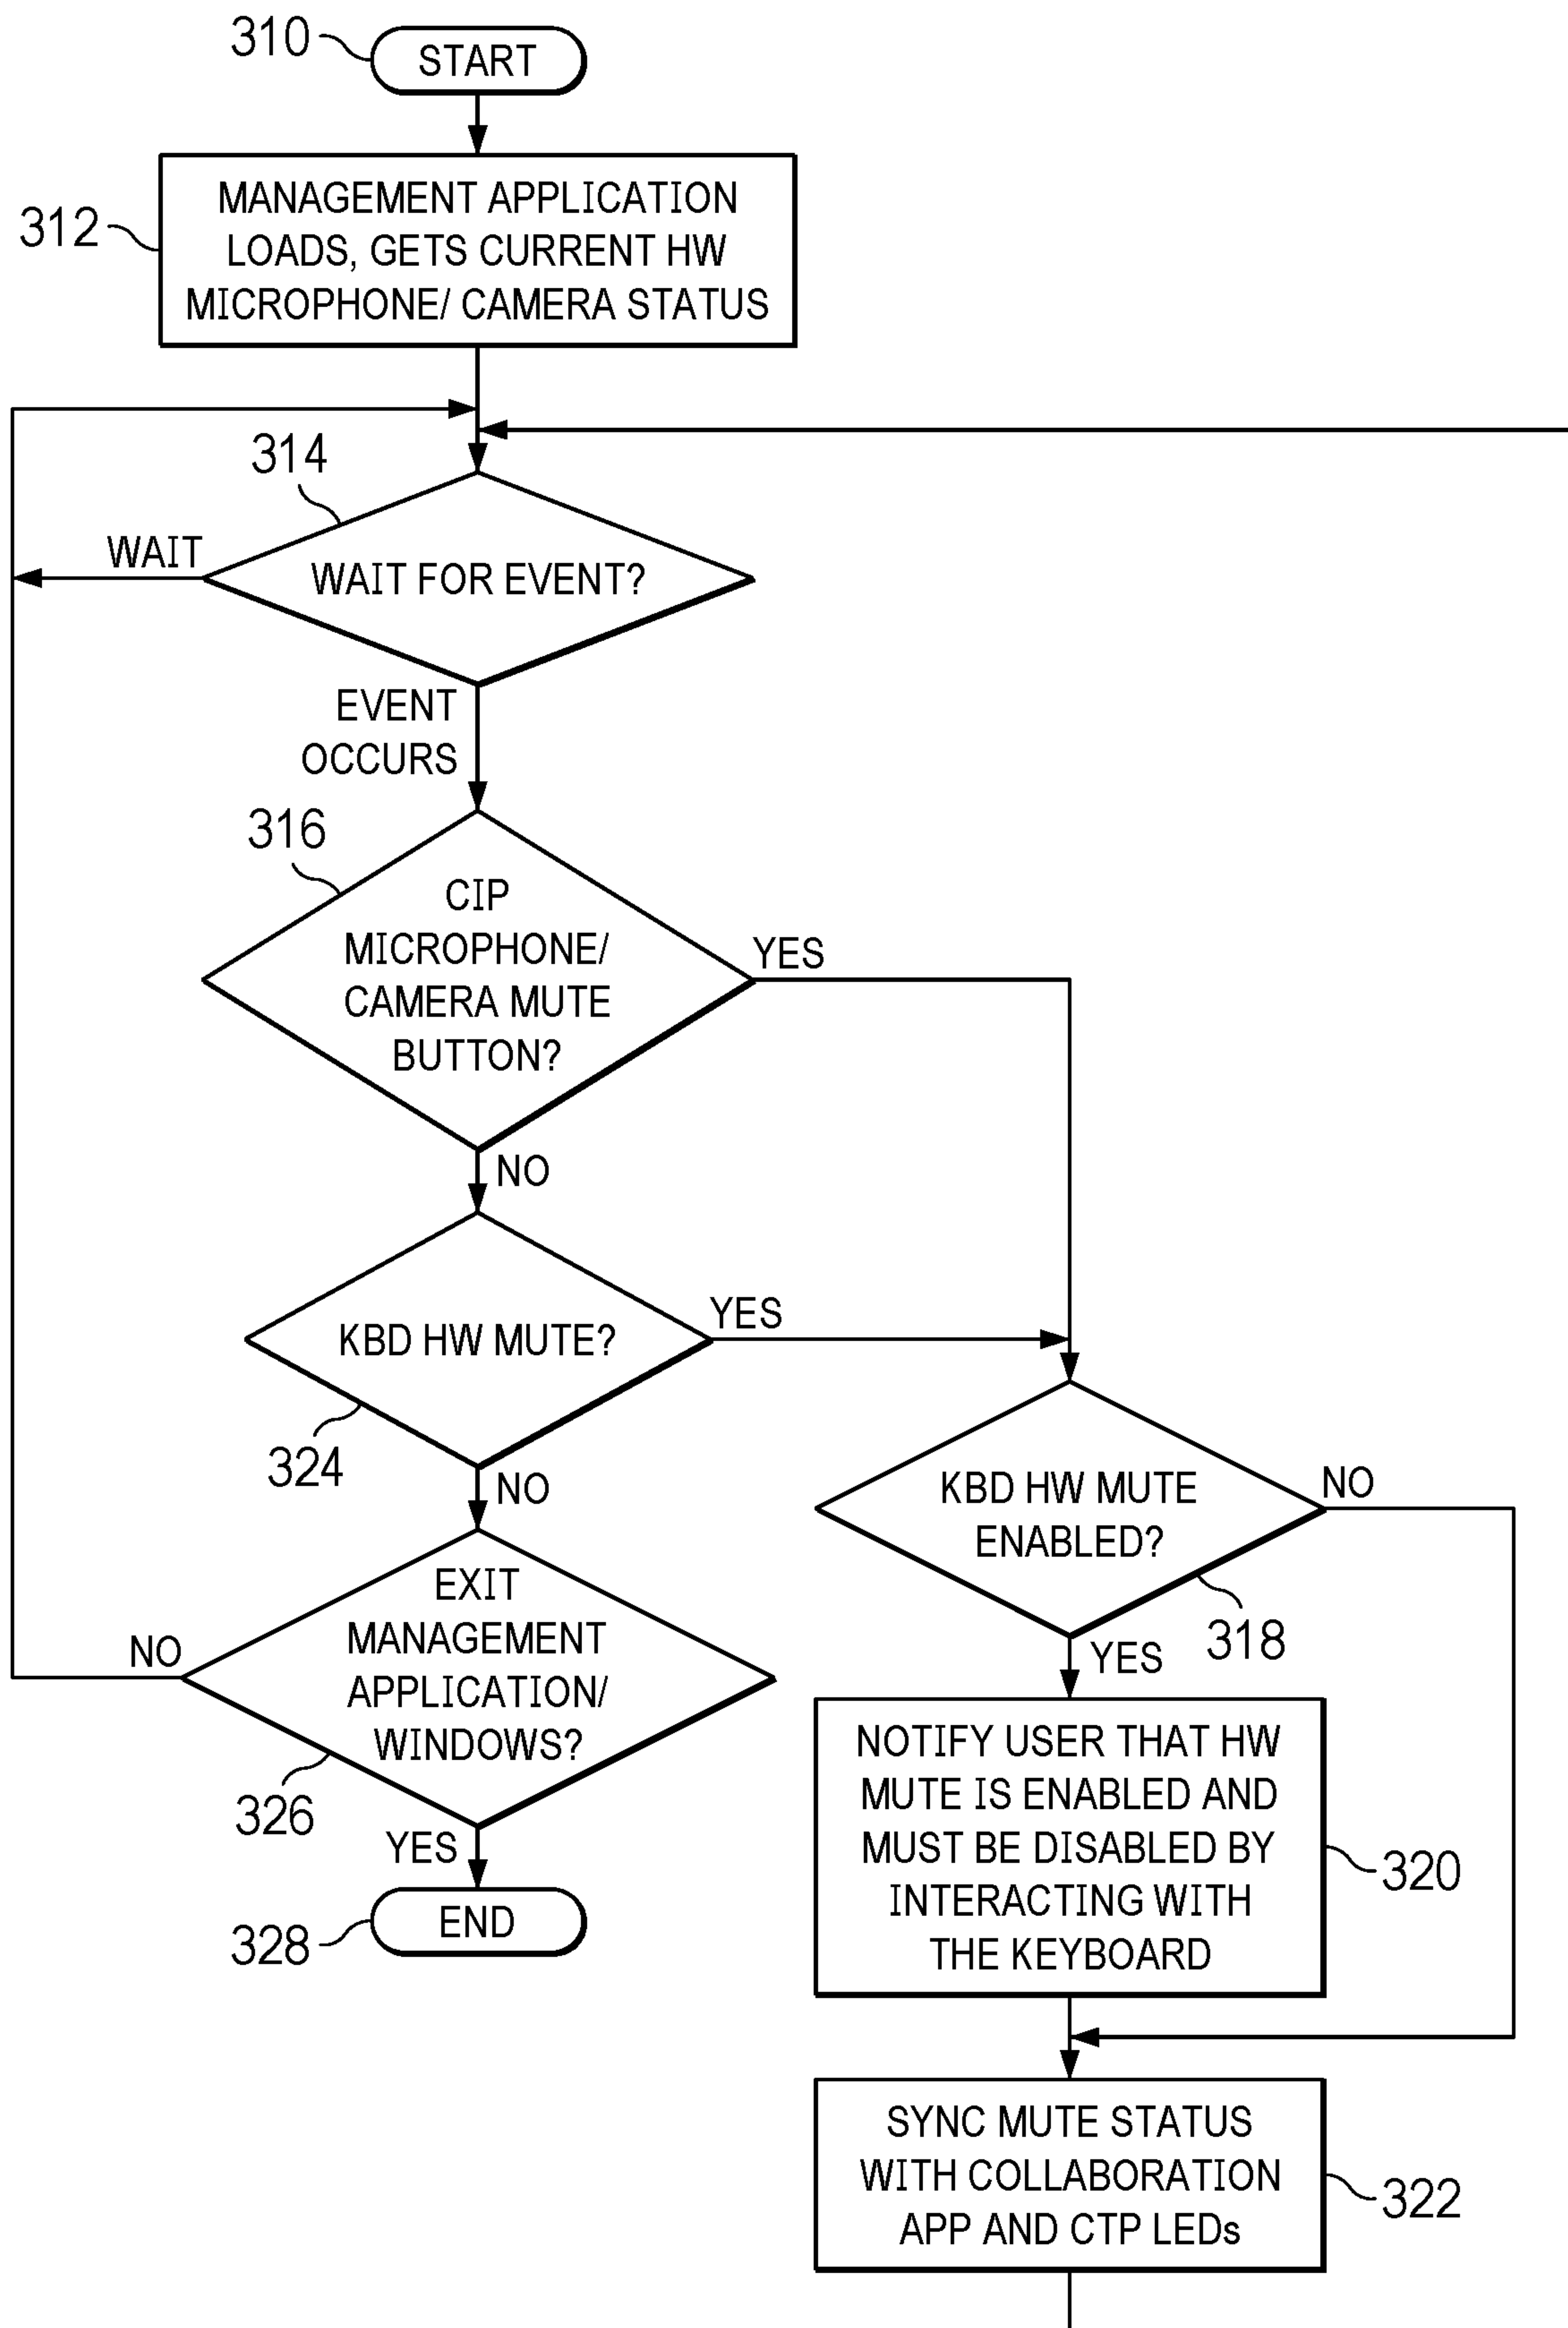 310
START
312
MANAGEMENT APPLICATION
LOADS, GETS CURRENT HW
MICROPHONE/ CAMERA STATUS
314
WAIT
WAIT FOR EVENT?
EVENT
OCCURS
316
CIP
MICROPHONE/
CAMERA MUTE
BUTTON?
YES
NO
KBD HW MUTE?
YES
324
NO
KBD HW MUTE
ENABLED?
NO
318
YES
EXIT
MANAGEMENT
APPLICATION/
WINDOWS?
NO
326
YES
328
END
NOTIFY USER THAT HW
MUTE IS ENABLED AND
MUST BE DISABLED BY
INTERACTING WITH
THE KEYBOARD
320
SYNC MUTE STATUS
WITH COLLABORATION
APP AND CTP LEDs
322